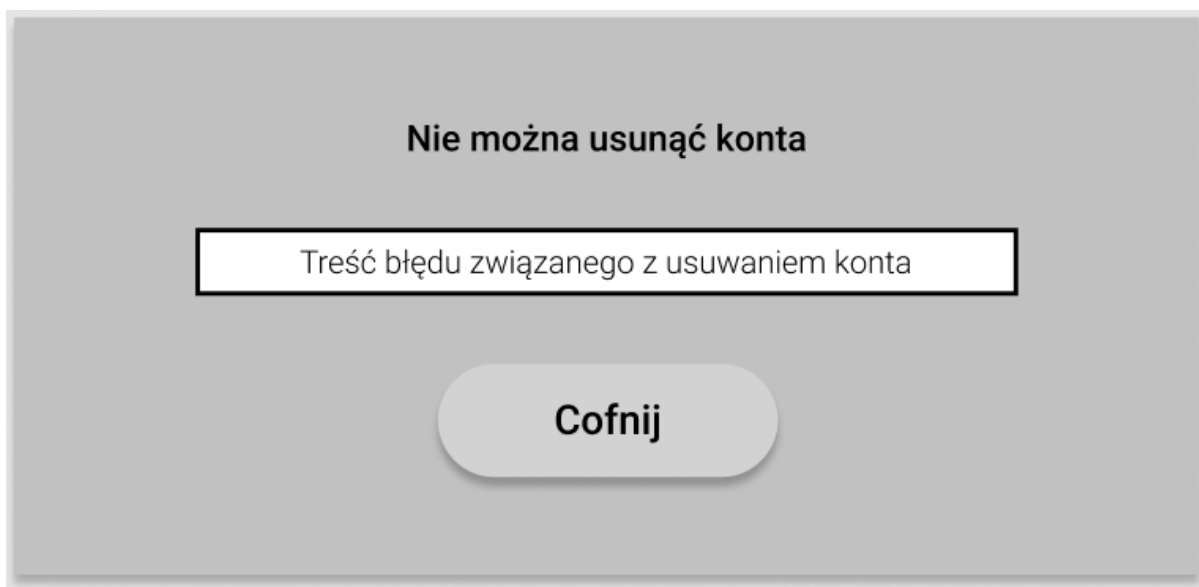 Nie można usunąć konta
Treść błędu związanego z usuwaniem konta
Cofnij